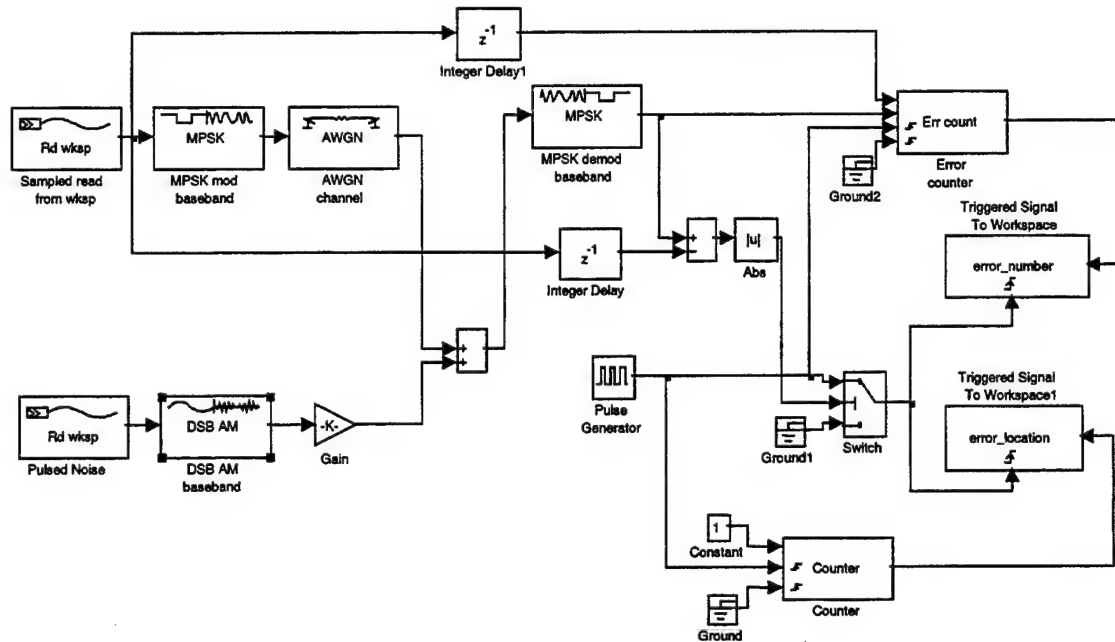 z-1
Integer Delay1
Rd wksp
Sampled read
from wksp
MPSK
MPSK mod
baseband
AWGN
AWGN
channel
MPSK
MPSK demod
baseband
Err count
Error
counter
Ground2
z-1
Integer Delay
+
-
|u|
Abs
Triggered Signal
To Workspace
error_number
+
+
Pulse
Generator
Ground1
Switch
Triggered Signal
To Workspace1
error_location
Rd wksp
Pulsed Noise
DSB AM
DSB AM
baseband
-K-
Gain
1
Constant
Counter
Counter
Ground